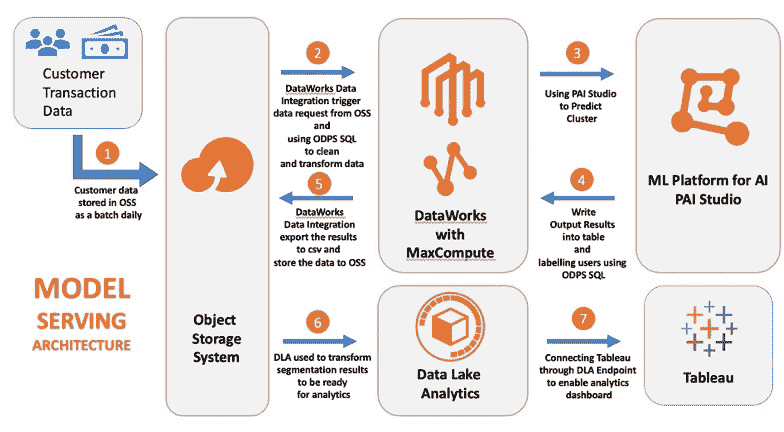 Customer
Transaction
Data
1
Customer data
stored in OSS
as a batch daily
MODEL
SERVING
ARCHITECTURE
Object
Storage
System
2
DataWorks Data
Integration trigger
data request from OSS
and
using ODPS SQL
to clean
and transform data
5
DataWorks
Data Integration
export the results
to csv and
store the data to OSS
6
DLA used to transform
segmentation results
to be ready
for analytics
DataWorks
with
MaxCompute
Data Lake
Analytics
3
Using PAI Studio
to Predict
Cluster
4
Write
Output Results
into table
and
labelling users using
ODPS SQL
7
Connecting Tableau
through DLA Endpoint
to enable analytics
dashboard
ML Platform for AI
PAI Studio
Tableau